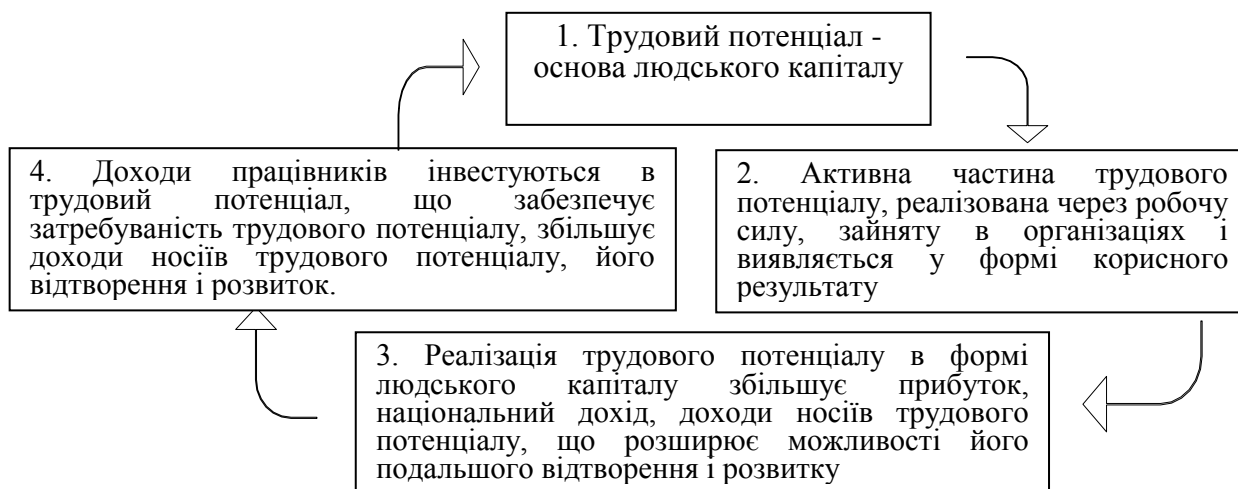 1. Трудовий потенціал -
основа людського капіталу
2. Активна частина трудового
потенціалу, реалізована через робочу
силу, зайняту в організаціях і
виявляється у формі корисного
результату
3. Реалізація трудового потенціалу в формі
людського капіталу збільшує прибуток,
національний дохід, доходи носіїв трудового
потенціалу, що розширює можливості його
подальшого відтворення і розвитку
4. Доходи працівників інвестуються в
трудовий потенціал, що забезпечує
затребуваність трудового потенціалу, збільшує
доходи носіїв трудового потенціалу, його
відтворення і розвиток.